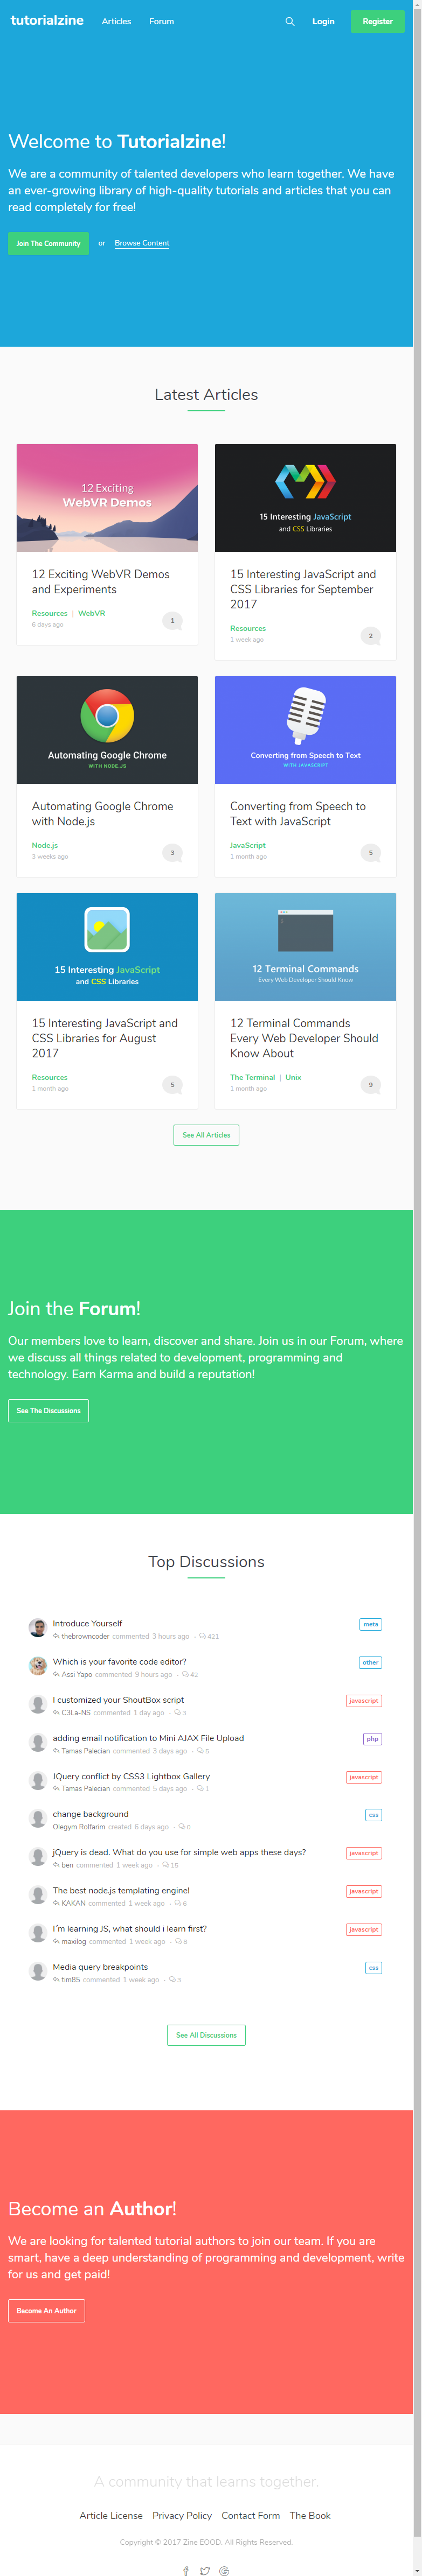 tutorialzine Articles Forum Login Register
Welcome to Tutorialzine!
We are a community of talented developers who learn together. We have
an ever-growing library of high-quality tutorials and articles that you can
read completely for free!
Join The Community or Browse Content
Latest Articles
12 Exciting
WebVR Demos
12 Exciting WebVR Demos
and Experiments
Resources | WebVR
6 days ago
1
15 Interesting JavaScript
and CSS Libraries
15 Interesting JavaScript and
CSS Libraries for September
2017
Resources
1 week ago
2
Automating Google Chrome
WITH NODE.JS
Automating Google Chrome
with Node.js
Node.js
3 weeks ago
3
Converting from Speech to Text
WITH JAVASCRIPT
Converting from Speech to
Text with JavaScript
JavaScript
1 month ago
5
15 Interesting JavaScript
and CSS Libraries
15 Interesting JavaScript and
CSS Libraries for August
2017
Resources
1 month ago
5
12 Terminal Commands
Every Web Developer Should Know
12 Terminal Commands
Every Web Developer Should
Know About
The Terminal | Unix
1 month ago
9
See All Articles
Join the Forum!
Our members love to learn, discover and share. Join us in our Forum, where
we discuss all things related to development, programming and
technology. Earn Karma and build a reputation!
See The Discussions
Top Discussions
Introduce Yourself meta
thebrowncoder commented 3 hours ago · 421
Which is your favorite code editor? other
Assi Yapo commented 9 hours ago · 42
I customized your ShoutBox script javascript
C3La-NS commented 1 day ago · 3
adding email notification to Mini AJAX File Upload php
Tamas Palecian commented 3 days ago · 5
JQuery conflict by CSS3 Lightbox Gallery javascript
Tamas Palecian commented 5 days ago · 1
change background css
Olegym Rolfarim created 6 days ago · 0
jQuery is dead. What do you use for simple web apps these days? javascript
ben commented 1 week ago · 15
The best node.js templating engine! javascript
KAKAN commented 1 week ago · 6
I´m learning JS, what should i learn first? javascript
maxilog commented 1 week ago · 8
Media query breakpoints css
tim85 commented 1 week ago · 3
See All Discussions
Become an Author!
We are looking for talented tutorial authors to join our team. If you are
smart, have a deep understanding of programming and development, write
for us and get paid!
Become An Author
A community that learns together.
Article License Privacy Policy Contact Form The Book
Copyright © 2017 Zine EOOD. All Rights Reserved.